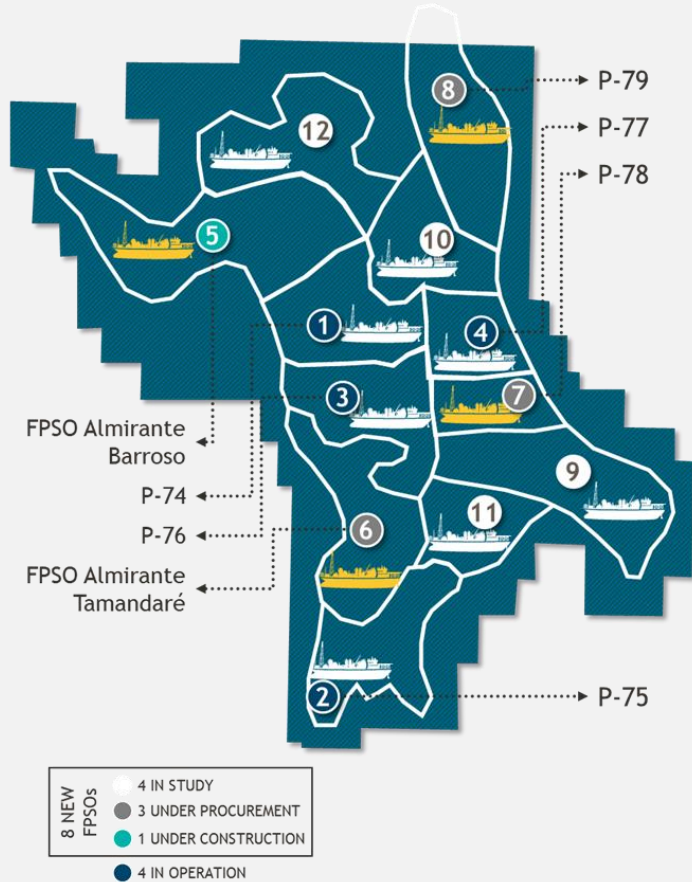 8
P-79
12
P-77
P-78
5
10
1
4
3
7
FPSO Almirante
Barroso
9
P-74
11
P-76
6
FPSO Almirante
Tamandaré
2
P-75
8 NEW
FPSOs
4 IN STUDY
3 UNDER PROCUREMENT
1 UNDER CONSTRUCTION
4 IN OPERATION